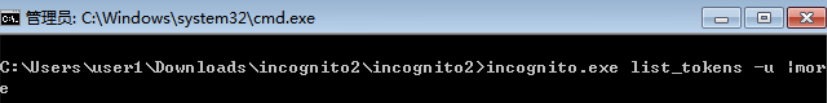 管理员: C:\Windows\system32\cmd.exe
C:\Users\user1\Downloads\incognito2\incognito2>incognito.exe list_tokens -u |mor
e